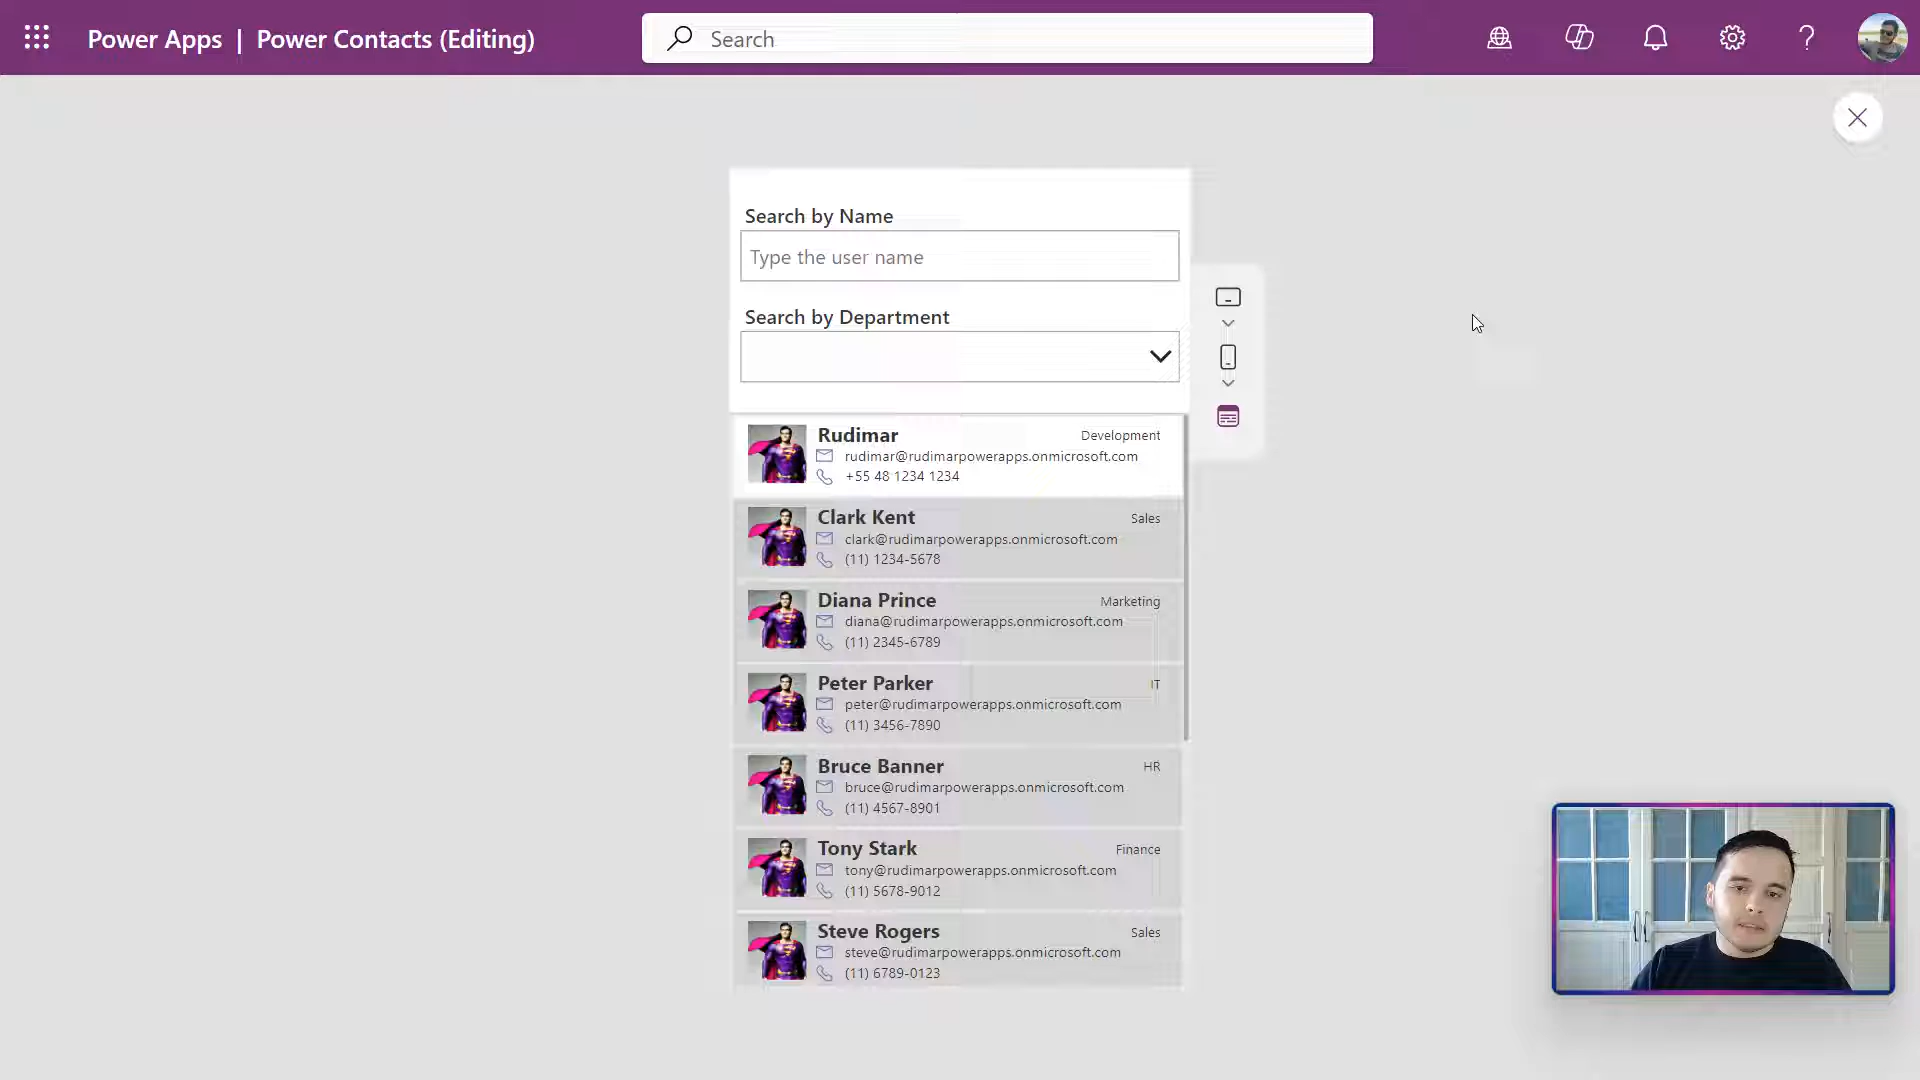 Power Apps | Power Contacts (Editing)
Search
Search by Name
Type the user name
Search by Department
Rudimar
Development
rudimar@rudimarpowerapps.onmicrosoft.com
+55 48 1234 1234
Clark Kent
Sales
clark@rudimarpowerapps.onmicrosoft.com
(11) 1234-5678
Diana Prince
Marketing
diana@rudimarpowerapps.onmicrosoft.com
(11) 2345-6789
Peter Parker
IT
peter@rudimarpowerapps.onmicrosoft.com
(11) 3456-7890
Bruce Banner
HR
bruce@rudimarpowerapps.onmicrosoft.com
(11) 4567-8901
Tony Stark
Finance
tony@rudimarpowerapps.onmicrosoft.com
(11) 5678-9012
Steve Rogers
Sales
steve@rudimarpowerapps.onmicrosoft.com
(11) 6789-0123